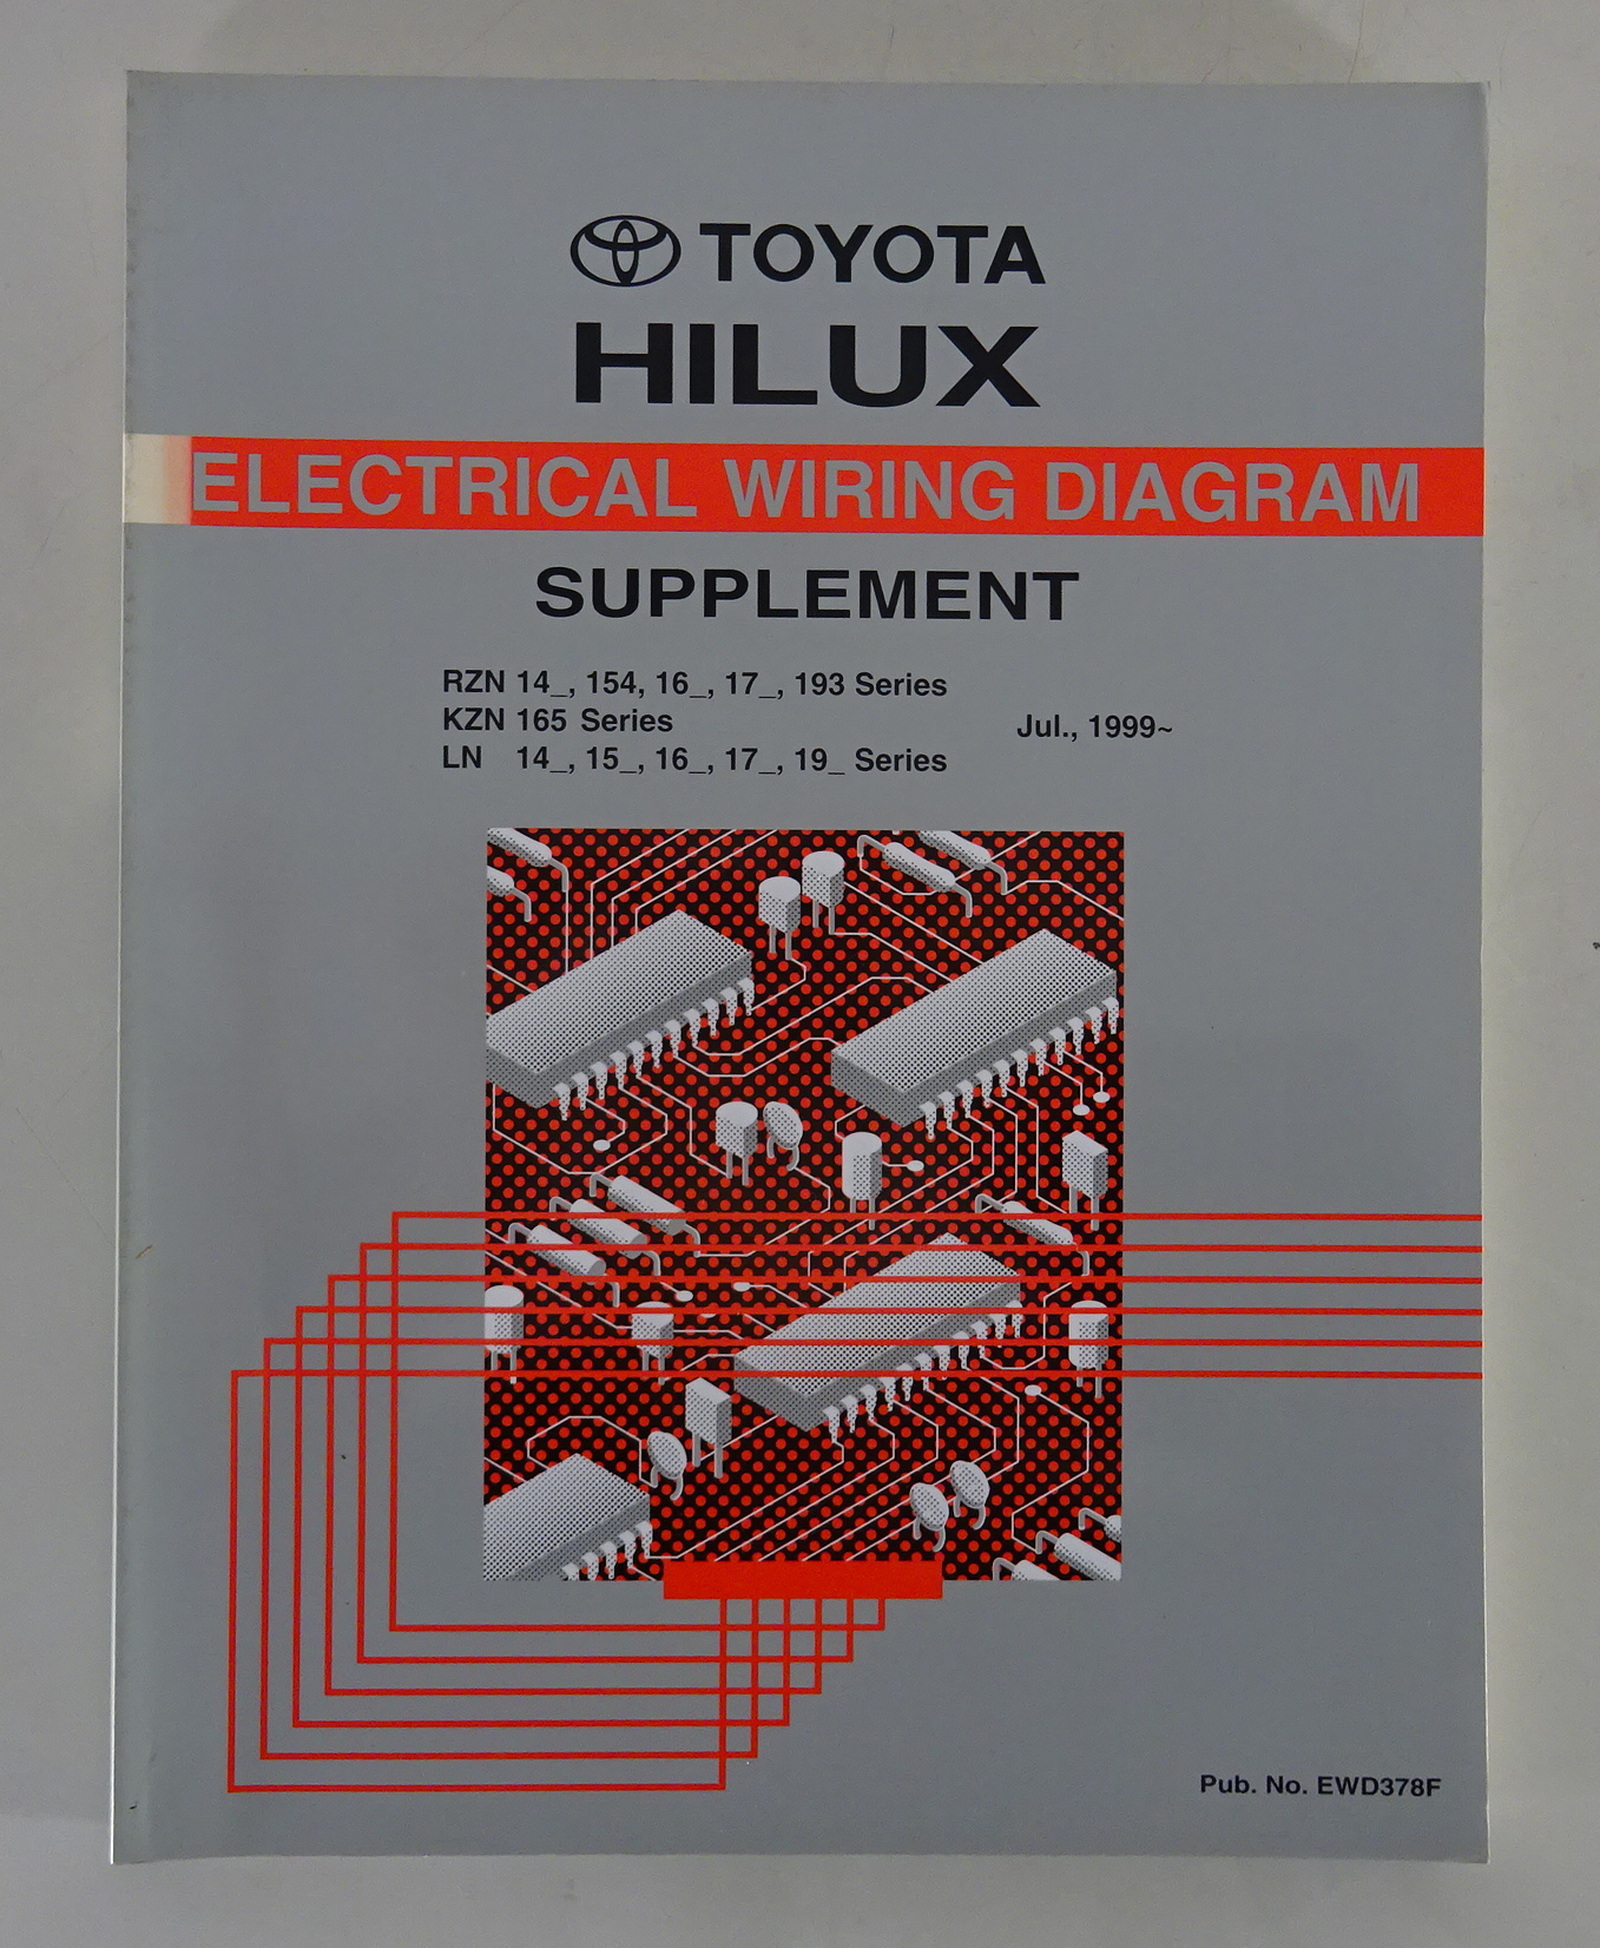 TOYOTA
HILUX
ELECTRICAL WIRING DIAGRAM
SUPPLEMENT
RZN 14_, 154, 16_, 17_, 193 Series
KZN 165 Series
LN 14_, 15_, 16_, 17_, 19_ Series
Jul., 1999~
Pub. No. EWD378F